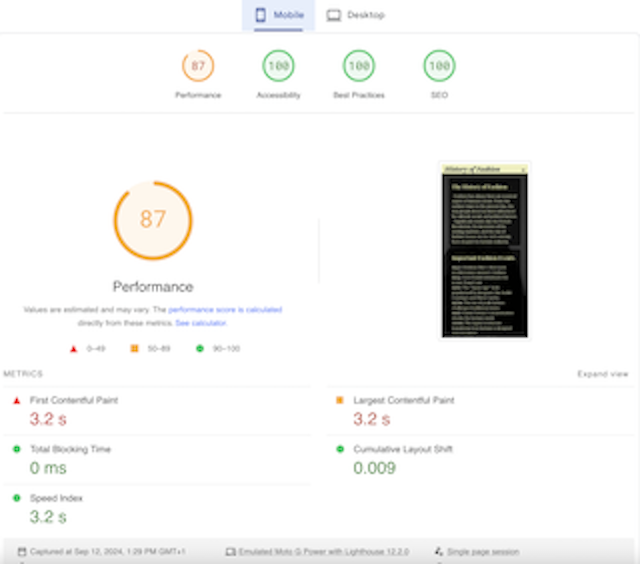 Mobile Desktop
87 100 100 100
Performance Accessibility Best Practices SEO
87
Performance
Values are estimated and may vary. The performance score is calculated
directly from these metrics. See calculator.
0–49 50–89 90–100
History of Fashion
The History of Fashion
Important Fashion Events
METRICS Expand view
First Contentful Paint
3.2 s
Largest Contentful Paint
3.2 s
Total Blocking Time
0 ms
Cumulative Layout Shift
0.009
Speed Index
3.2 s
Captured at Sep 12, 2024, 1:29 PM GMT+1
Emulated Moto G Power with Lighthouse 12.2.0
Single page session